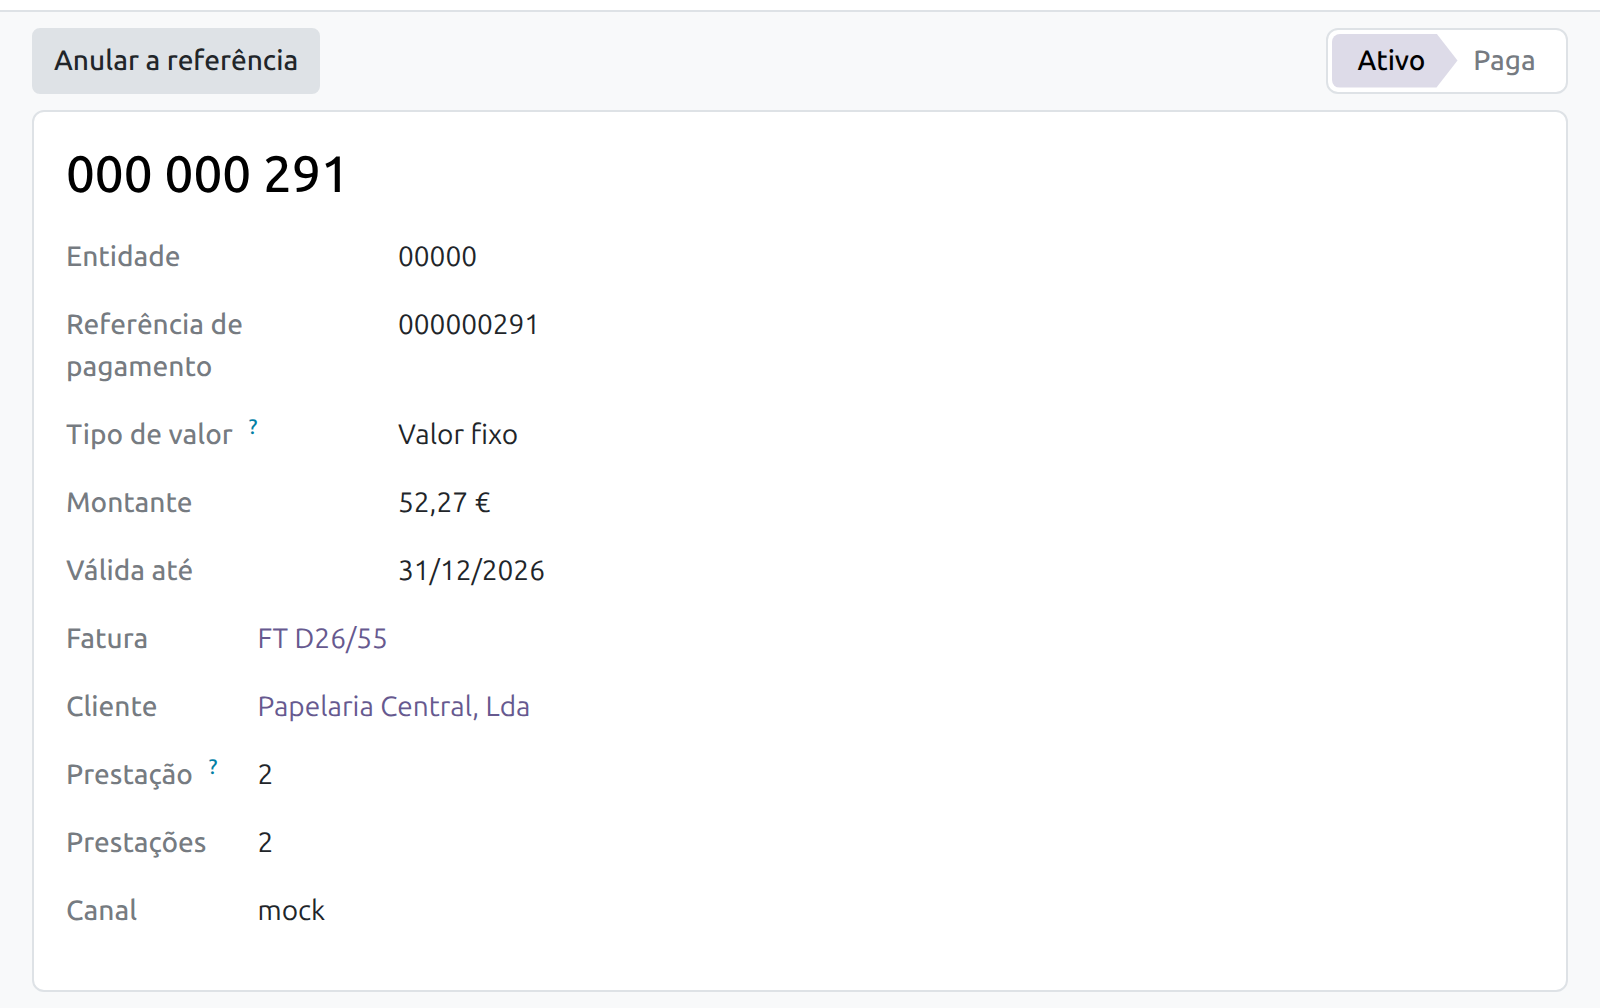 Anular a referência
Ativo
Paga
000 000 291
Entidade 00000
Referência de pagamento 000000291
Tipo de valor ? Valor fixo
Montante 52,27 €
Válida até 31/12/2026
Fatura FT D26/55
Cliente Papelaria Central, Lda
Prestação ? 2
Prestações 2
Canal mock